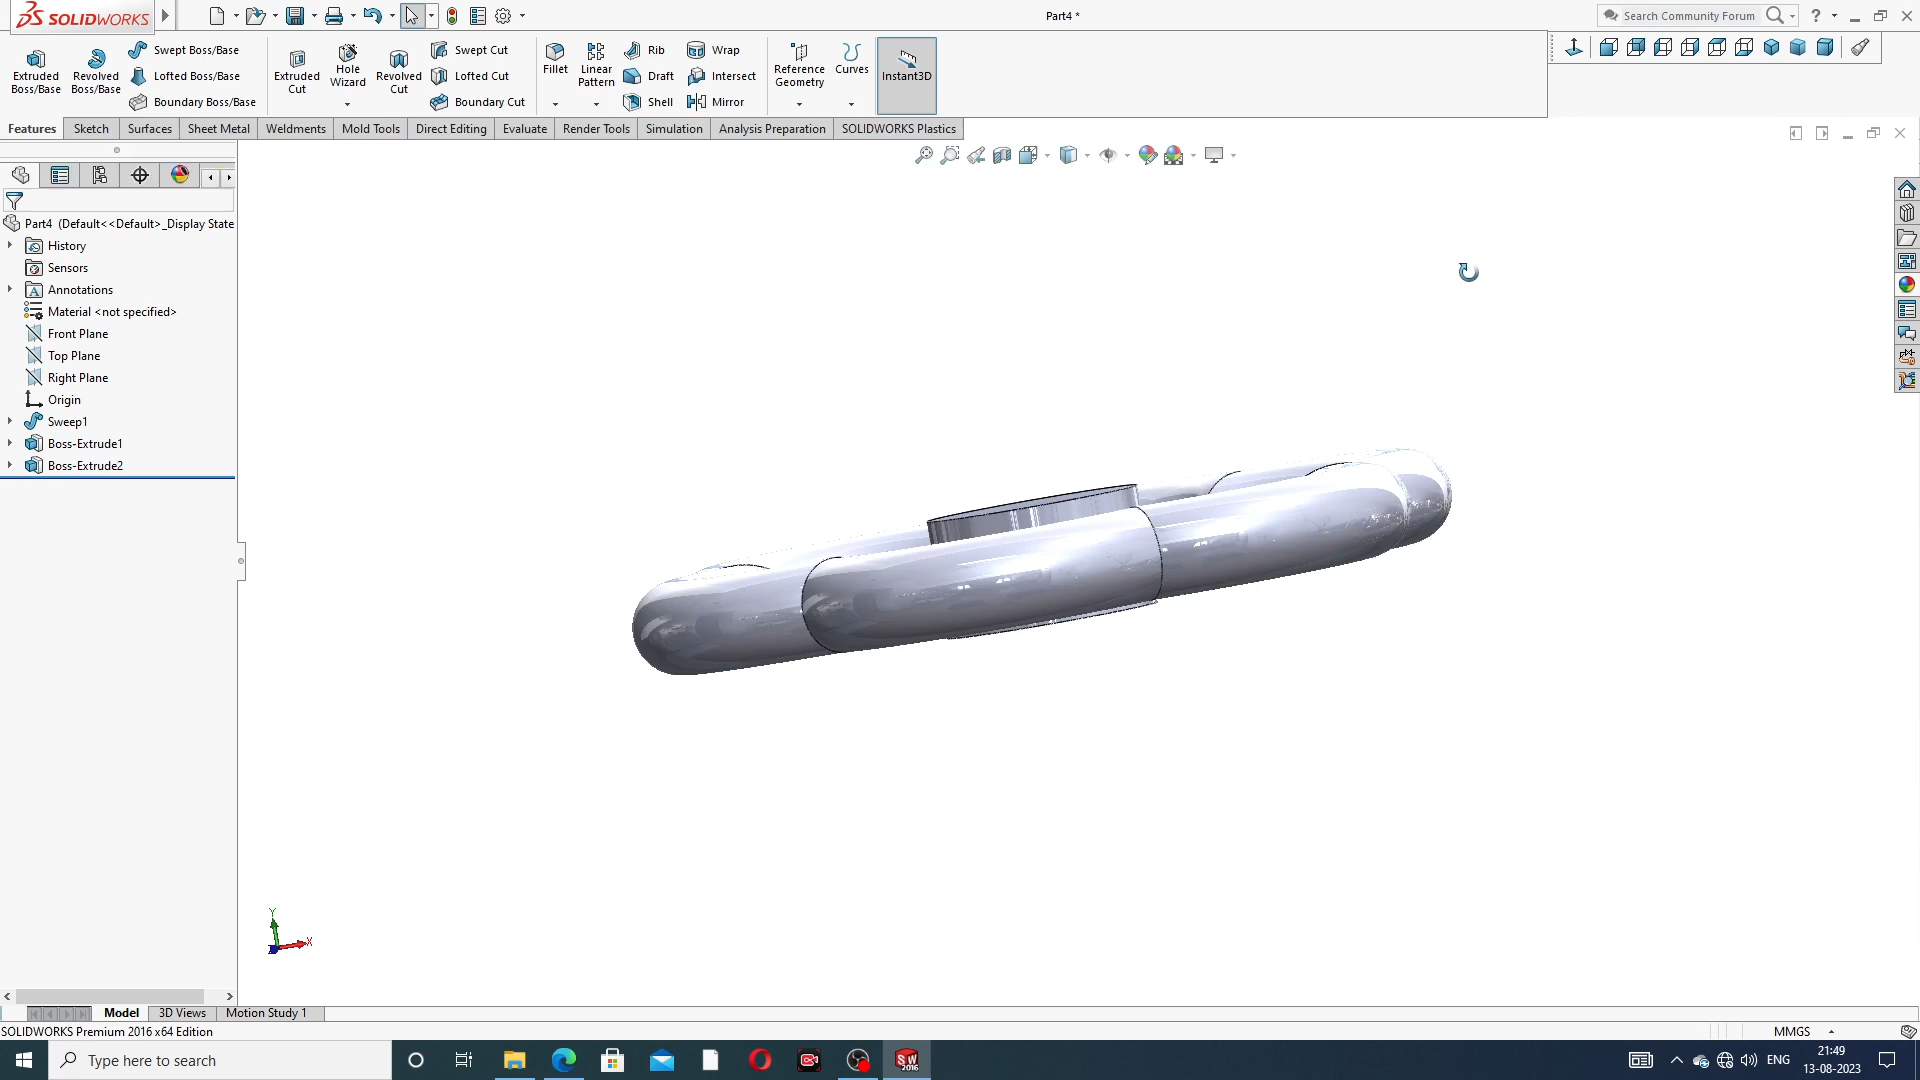 SOLIDWORKS
Part4 *
Search Community Forum
?
Extruded Boss/Base
Revolved Boss/Base
Swept Boss/Base
Lofted Boss/Base
Boundary Boss/Base
Extruded Cut
Hole Wizard
Revolved Cut
Swept Cut
Lofted Cut
Boundary Cut
Fillet
Linear Pattern
Rib
Draft
Shell
Wrap
Intersect
Mirror
Reference Geometry
Curves
Instant3D
Features
Sketch
Surfaces
Sheet Metal
Weldments
Mold Tools
Direct Editing
Evaluate
Render Tools
Simulation
Analysis Preparation
SOLIDWORKS Plastics
Part4 (Default<<Default>_Display State
History
Sensors
Annotations
Material <not specified>
Front Plane
Top Plane
Right Plane
Origin
Sweep1
Boss-Extrude1
Boss-Extrude2
Y
X
Model
3D Views
Motion Study 1
SOLIDWORKS Premium 2016 x64 Edition
MMGS
Type here to search
SW
2016
ENG
21:49
13-08-2023